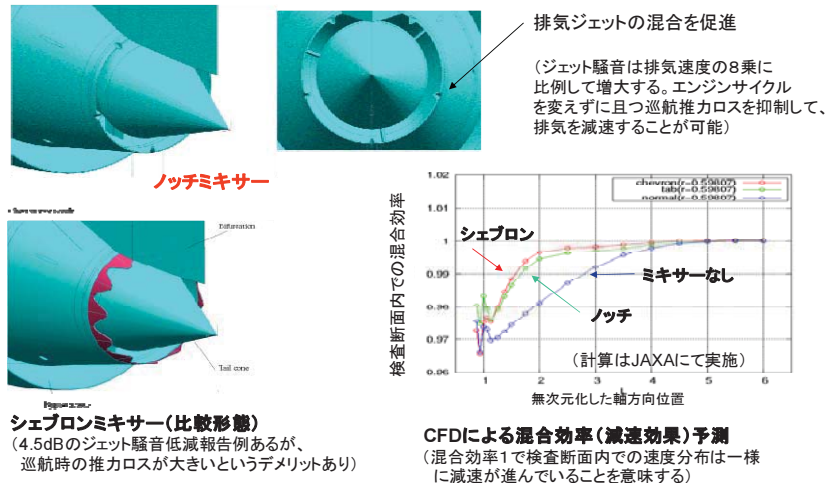 排気ジェットの混合を促進
(ジェット騒音は排気速度の8乗に
比例して増大する。エンジンサイクル
を変えずに且つ巡航推力ロスを抑制して、
排気を減速することが可能)
ノッチミキサー
Bifurcation
Tail cone
シェブロンミキサー(比較形態)
(4.5dBのジェット騒音低減報告例あるが、
巡航時の推力ロスが大きいというデメリットあり)
検査断面内での混合効率
1.02
1.01
1.00
0.99
0.98
0.97
0.96
chevron(r=0.59807)
tab(r=0.59807)
normal(r=0.59807)
シェブロン
ミキサーなし
ノッチ
(計算はJAXAにて実施)
1 2 3 4 5 6
無次元化した軸方向位置
CFDによる混合効率(減速効果)予測
(混合効率1で検査断面内での速度分布は一様
に減速が進んでいることを意味する)